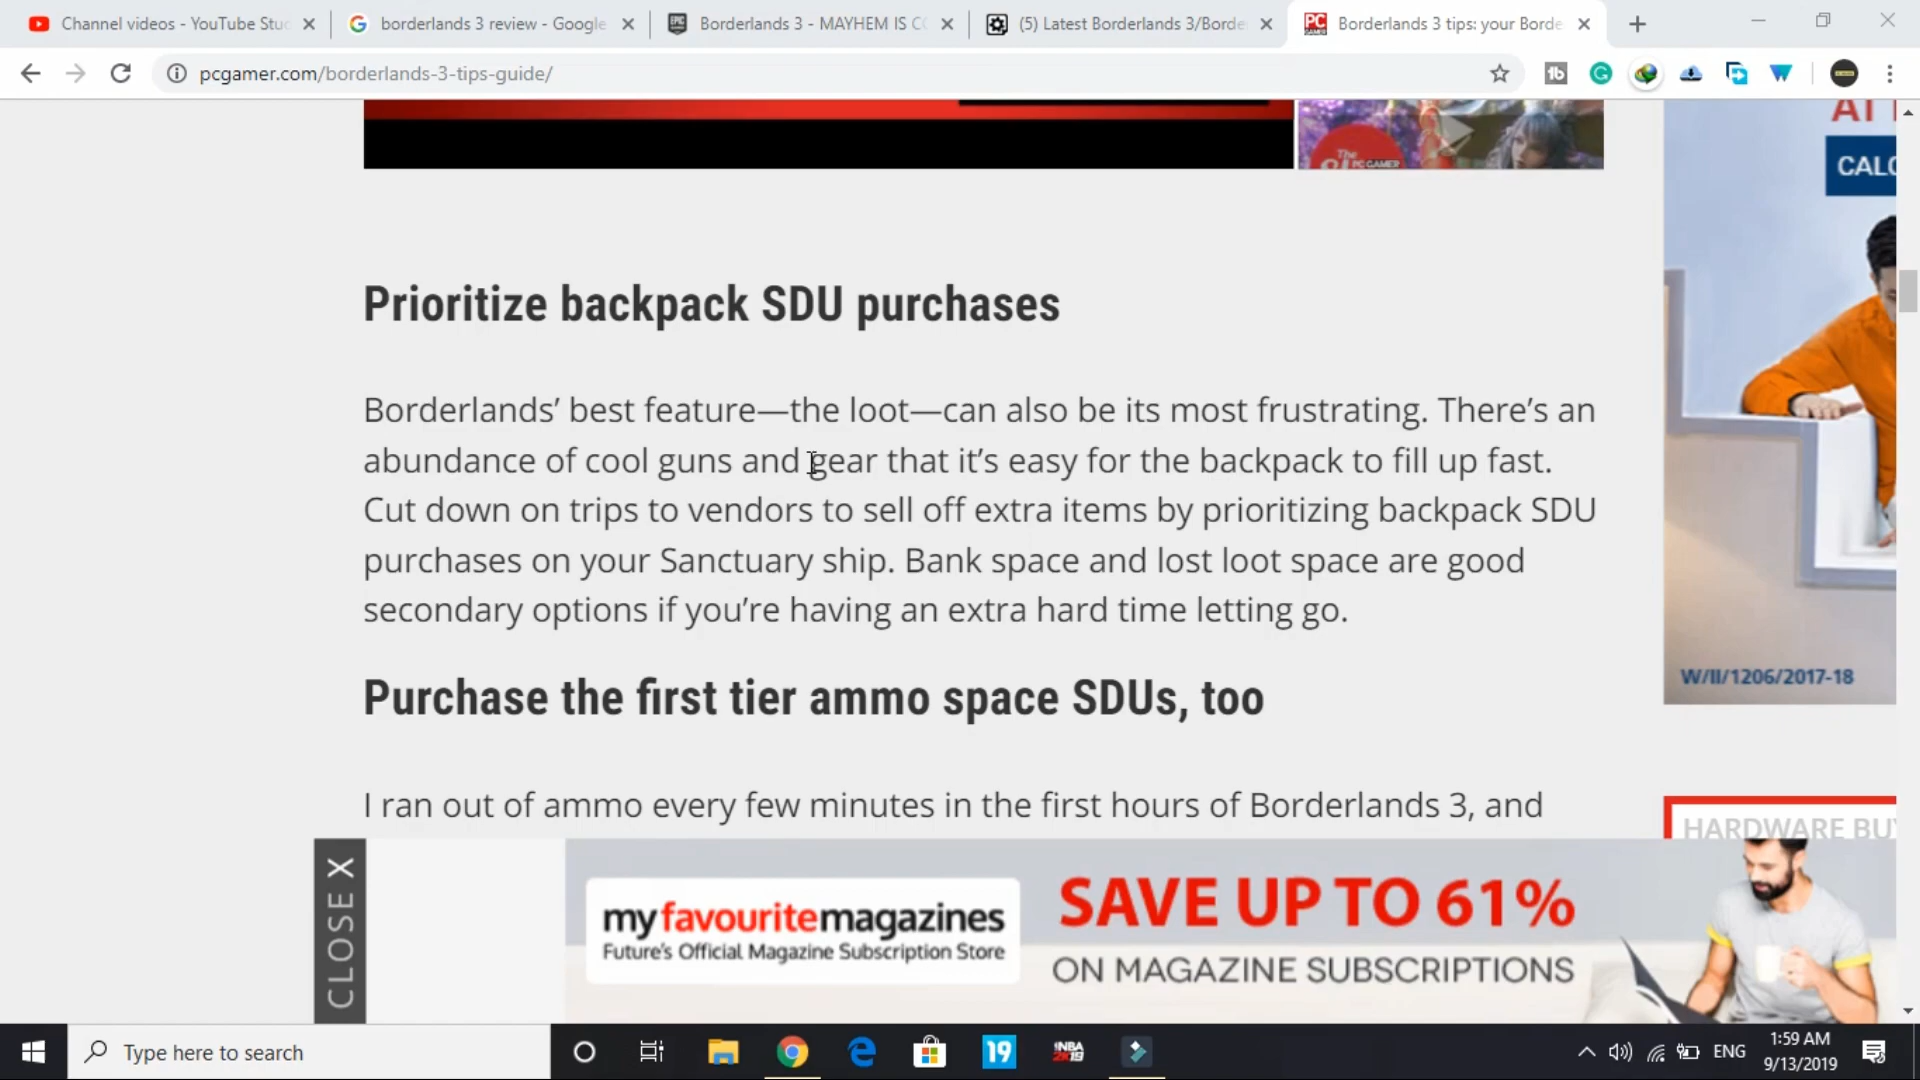 Channel videos - YouTube Stu
borderlands 3 review - Google
Borderlands 3 - MAYHEM IS C
(5) Latest Borderlands 3/Borde
Borderlands 3 tips: your Borde
pcgamer.com/borderlands-3-tips-guide/
The
PC GAMER
CALC
Prioritize backpack SDU purchases
Borderlands’ best feature—the loot—can also be its most frustrating. There’s an
abundance of cool guns and gear that it’s easy for the backpack to fill up fast.
Cut down on trips to vendors to sell off extra items by prioritizing backpack SDU
purchases on your Sanctuary ship. Bank space and lost loot space are good
secondary options if you’re having an extra hard time letting go.
W/II/1206/2017-18
Purchase the first tier ammo space SDUs, too
I ran out of ammo every few minutes in the first hours of Borderlands 3, and
HARDWARE BUY
CLOSE X
myfavouritemagazines
Future's Official Magazine Subscription Store
SAVE UP TO 61%
ON MAGAZINE SUBSCRIPTIONS
Type here to search
19
NBA
2K19
ENG
1:59 AM
9/13/2019